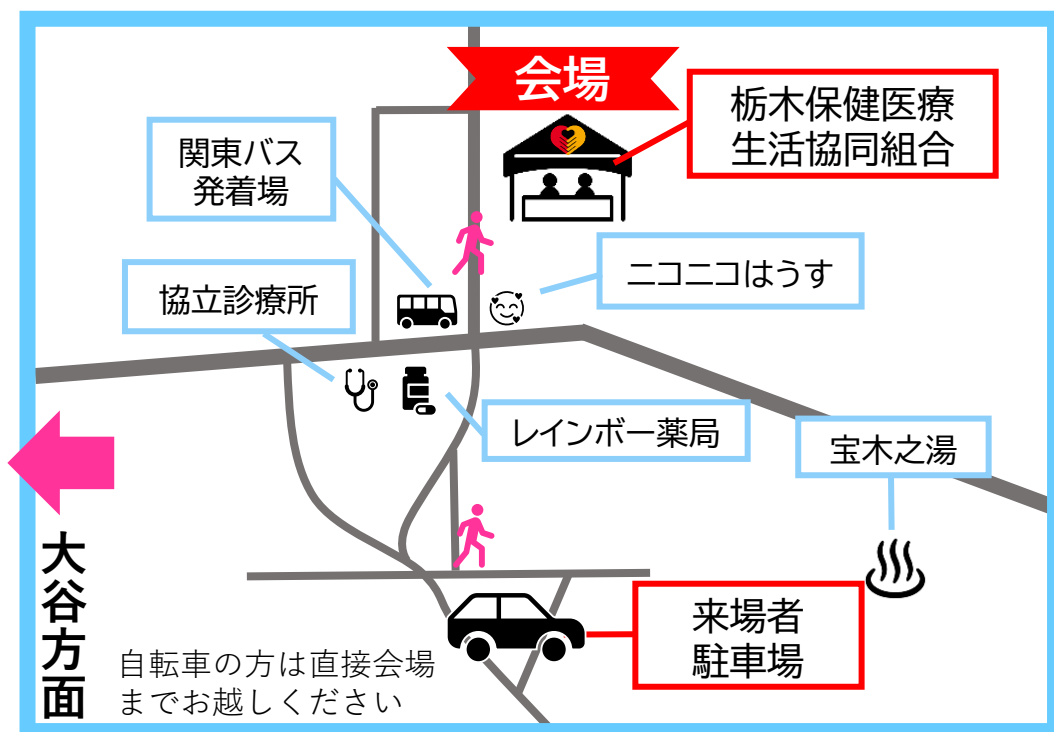 会場
栃木保健医療
生活協同組合
関東バス
発着場
ニコニコはうす
協立診療所
レインボー薬局
宝木之湯
大谷方面
来場者
駐車場
自転車の方は直接会場
までお越しください